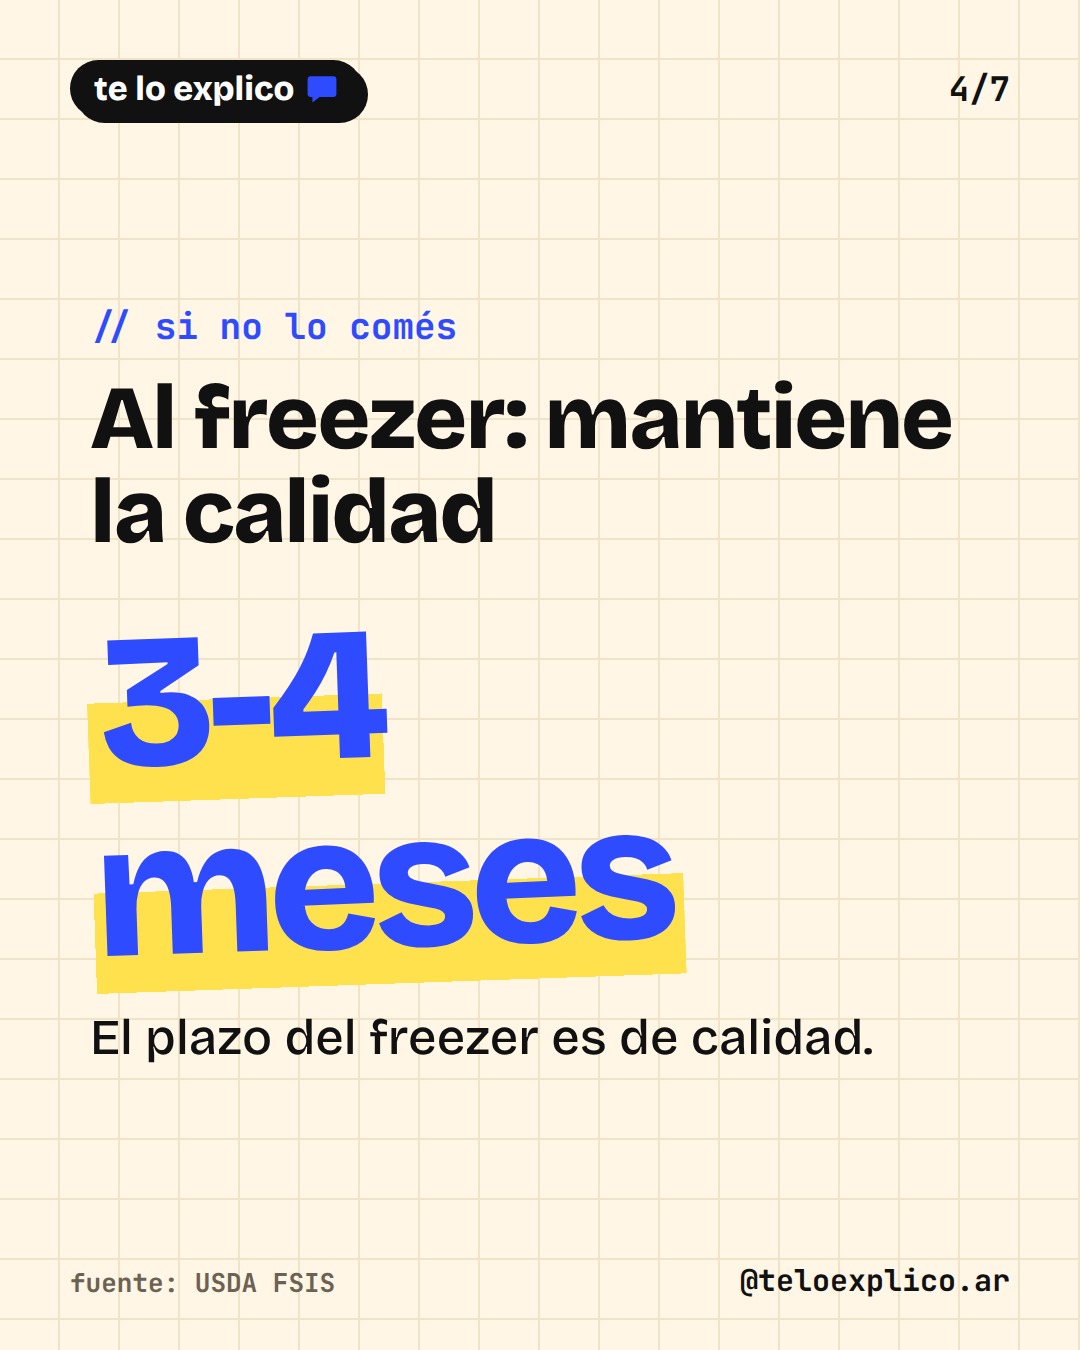 te lo explico
4/7
// si no lo comés
Al freezer: mantiene
la calidad
3-4
meses
El plazo del freezer es de calidad.
fuente: USDA FSIS
@teloexplico.ar